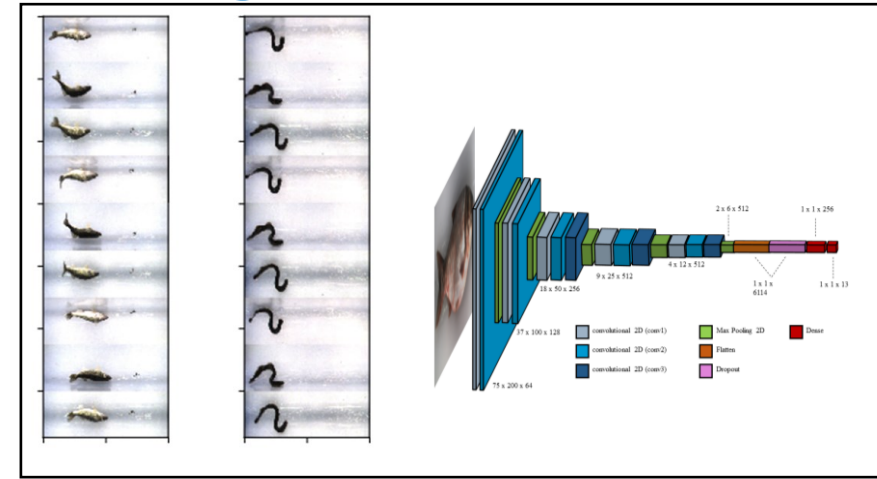 2 x 6 x 512
1 x 1 x 256
18 x 50 x 256
9 x 25 x 512
4 x 12 x 512
1 x 1 x
6114
1 x 1 x 13
37 x 100 x 128
75 x 200 x 64
convolutional 2D (conv1)
Max Pooling 2D
Dense
convolutional 2D (conv2)
Flatten
convolutional 2D (conv3)
Dropout